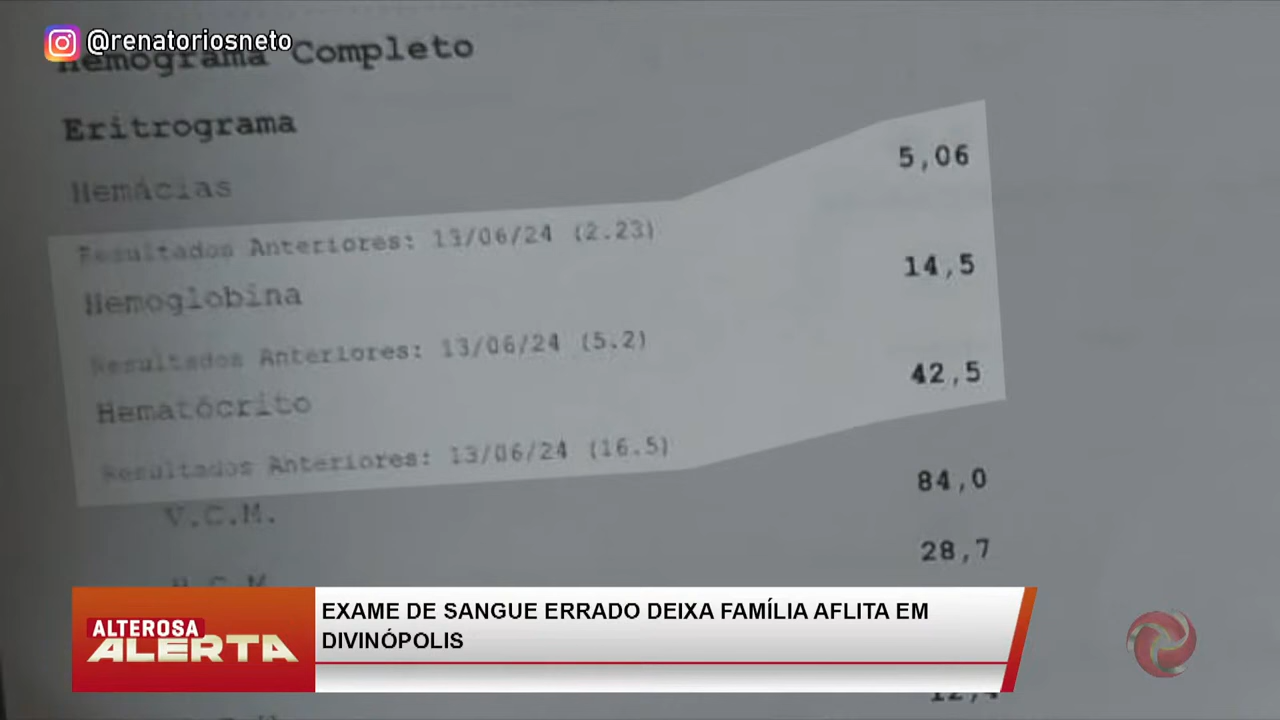 @renatoriosneto
Hemograma Completo
Eritrograma
Hemácias 5,06
Resultados Anteriores: 13/06/24 (2.23)
Hemoglobina 14,5
Resultados Anteriores: 13/06/24 (5.2)
Hematócrito 42,5
Resultados Anteriores: 13/06/24 (16.5)
V.C.M. 84,0
28,7
ALTEROSA
ALERTA
EXAME DE SANGUE ERRADO DEIXA FAMÍLIA AFLITA EM
DIVINÓPOLIS